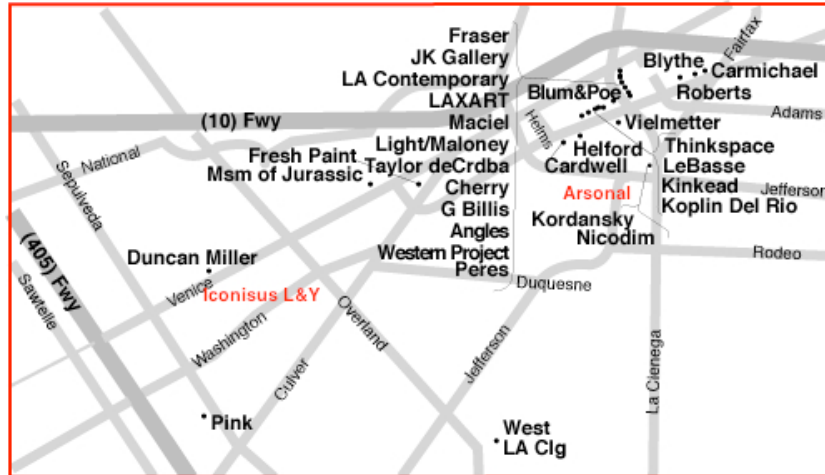 Fraser
JK Gallery
LA Contemporary
LAXART
Maciel
Light/Maloney
Taylor deCrdba
Cherry
G Billis
Angles
Western Project
Peres
Fairfax
Blythe
Carmichael
Roberts
Blum&Poe
Adams
Vielmetter
Helms
Helford
Cardwell
Thinkspace
LeBasse
Kinkead
Koplin Del Rio
Jefferson
Arsonal
Kordansky
Nicodim
Rodeo
(10) Fwy
National
Sepulveda
Fresh Paint
Msm of Jurassic
(405) Fwy
Sawtelle
Duncan Miller
Venice
Iconisus L&Y
Washington
Overland
Culver
Duquesne
Jefferson
La Cienega
Pink
West
LA Clg